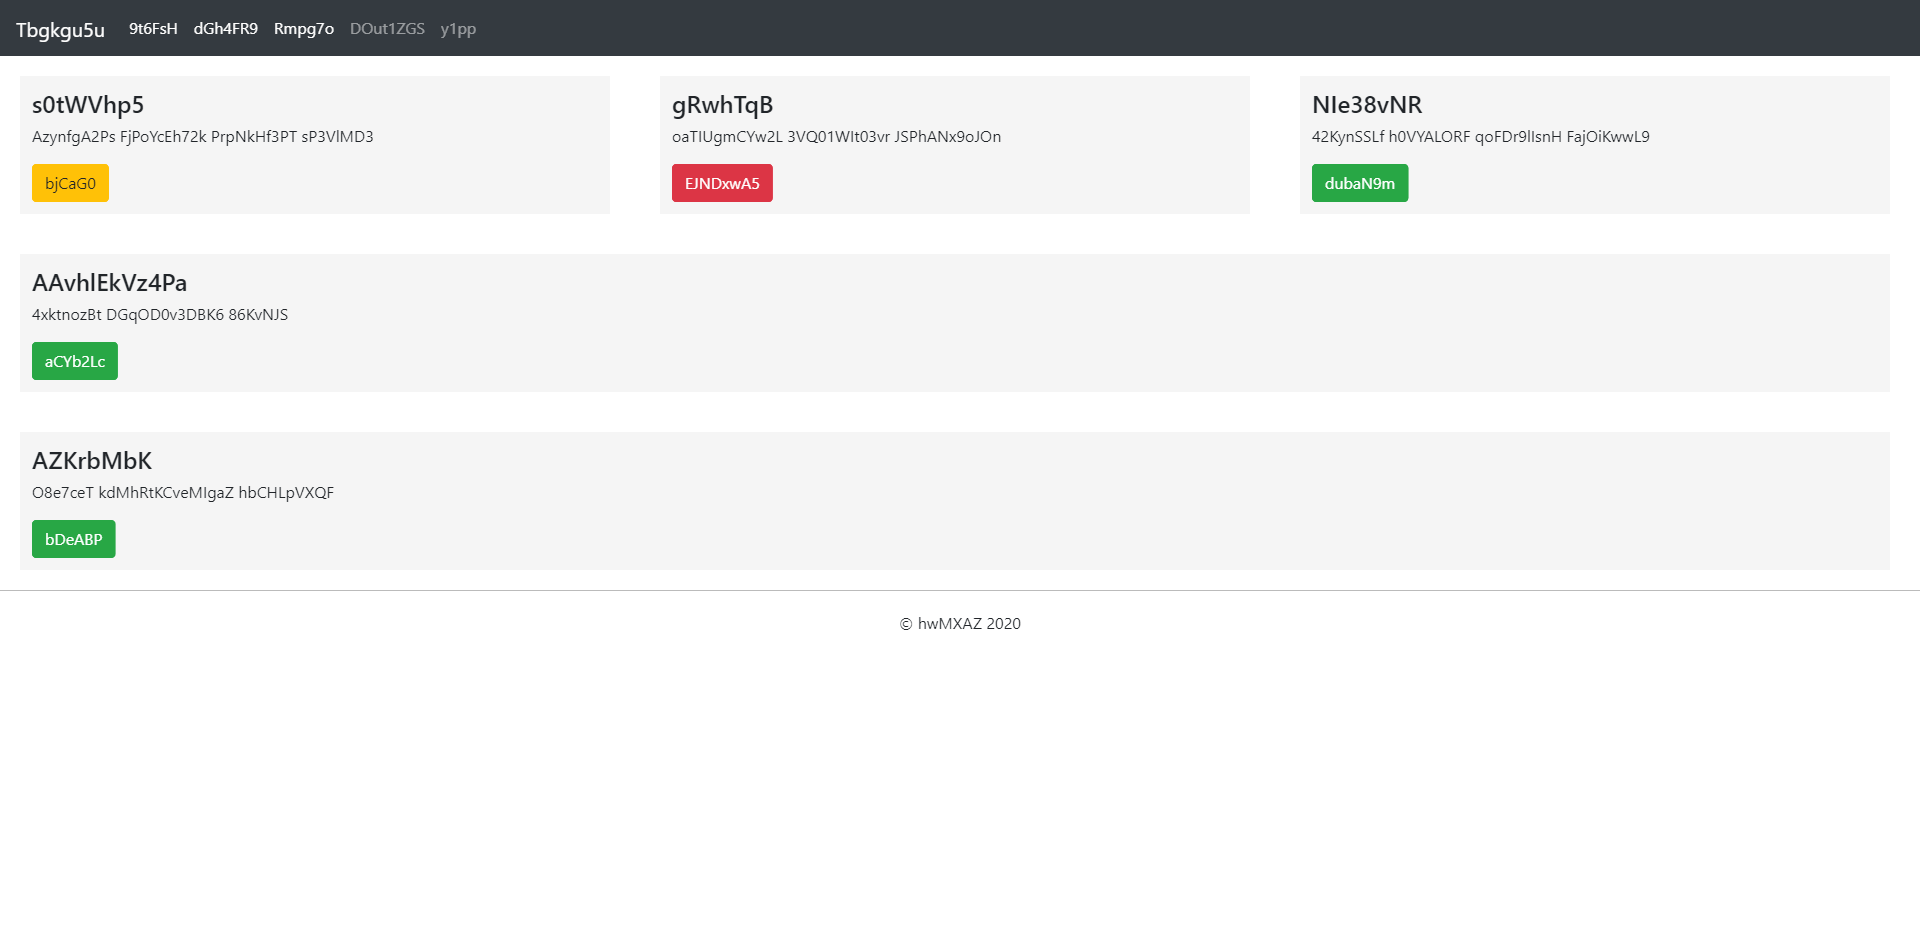 Tbgkgu5u 9t6FsH dGh4FR9 Rmpg7o DOut1ZGS y1pp
s0tWVhp5
AzynfgA2Ps FjPoYcEh72k PrpNkHf3PT sP3VlMD3
bjCaG0
gRwhTqB
oaTIUgmCYw2L 3VQ01WIt03vr JSPhANx9oJOn
EJNDxwA5
NIe38vNR
42KynSSLf h0VYALORF qoFDr9lIsnH FajOiKwwL9
dubaN9m
AAvhlEkVz4Pa
4xktnozBt DGqOD0v3DBK6 86KvNJS
aCYb2Lc
AZKrbMbK
O8e7ceT kdMhRtKCveMIgaZ hbCHLpVXQF
bDeABP
© hwMXAZ 2020